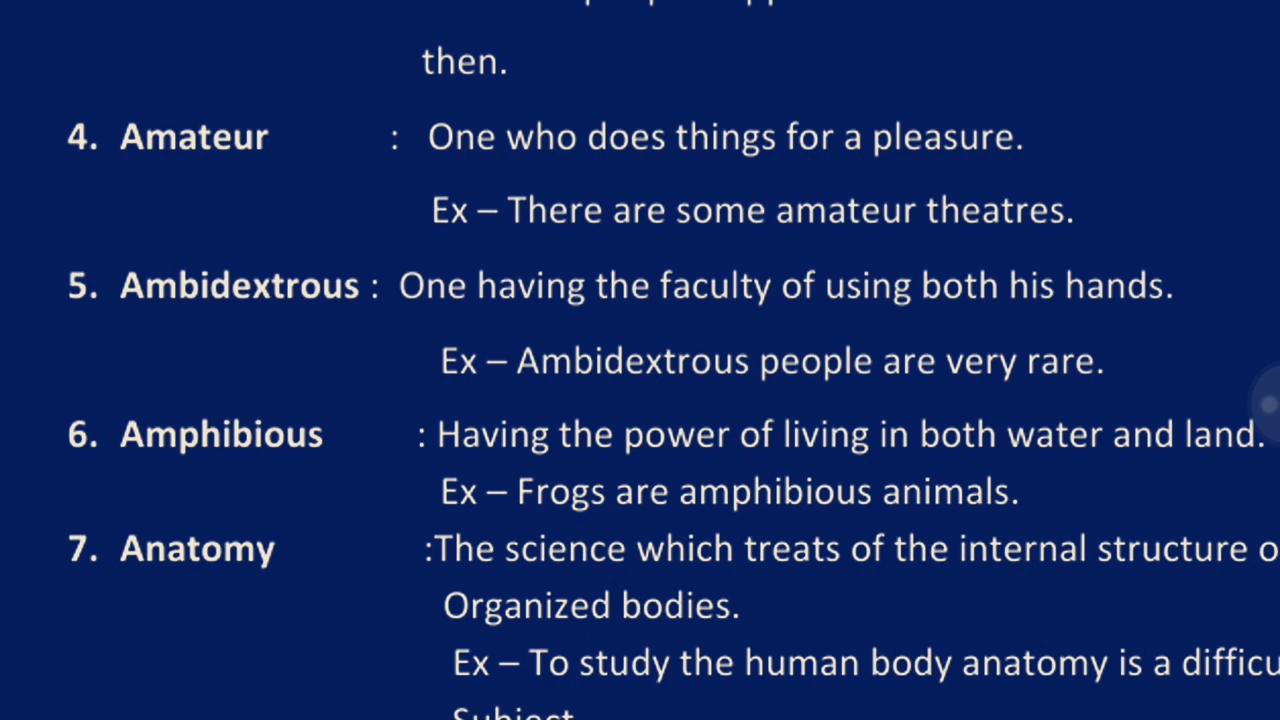 then.
4. Amateur : One who does things for a pleasure.
Ex – There are some amateur theatres.
5. Ambidextrous : One having the faculty of using both his hands.
Ex – Ambidextrous people are very rare.
6. Amphibious : Having the power of living in both water and land.
Ex – Frogs are amphibious animals.
7. Anatomy :The science which treats of the internal structure
Organized bodies.
Ex – To study the human body anatomy is a
Subject